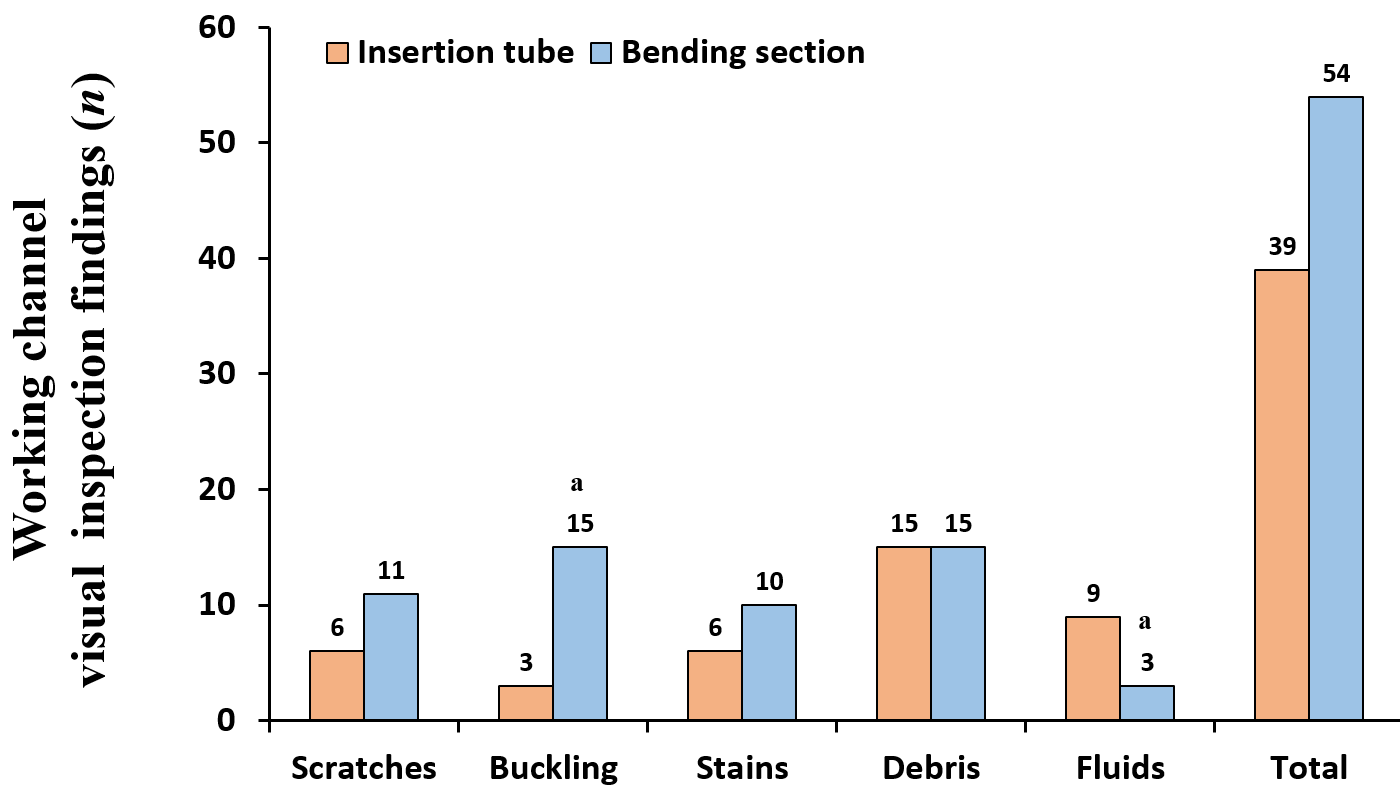 Working channel
visual inspection findings (n)
60
50
40
30
20
10
0
Insertion tube Bending section
6 11
3 15
a
6 10
15 15
9 3
a
39 54
Scratches Buckling Stains Debris Fluids Total